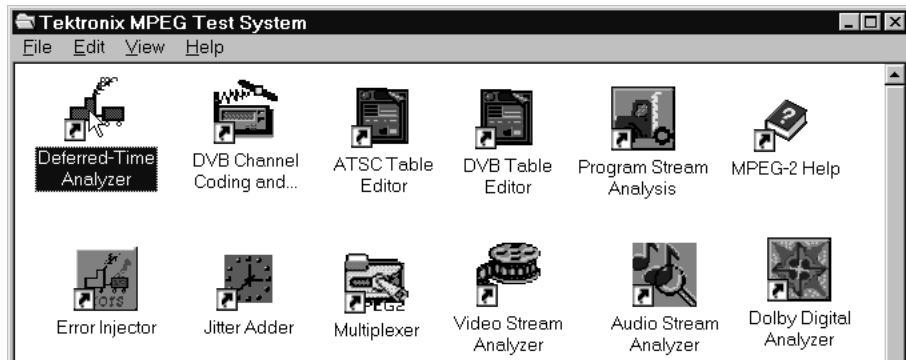 Tektronix MPEG Test System
File Edit View Help
Deferred-Time
Analyzer
DVB Channel
Coding and...
ATSC Table
Editor
DVB Table
Editor
Program Stream
Analysis
MPEG-2 Help
Error Injector
Jitter Adder
Multiplexer
Video Stream
Analyzer
Audio Stream
Analyzer
Dolby Digital
Analyzer